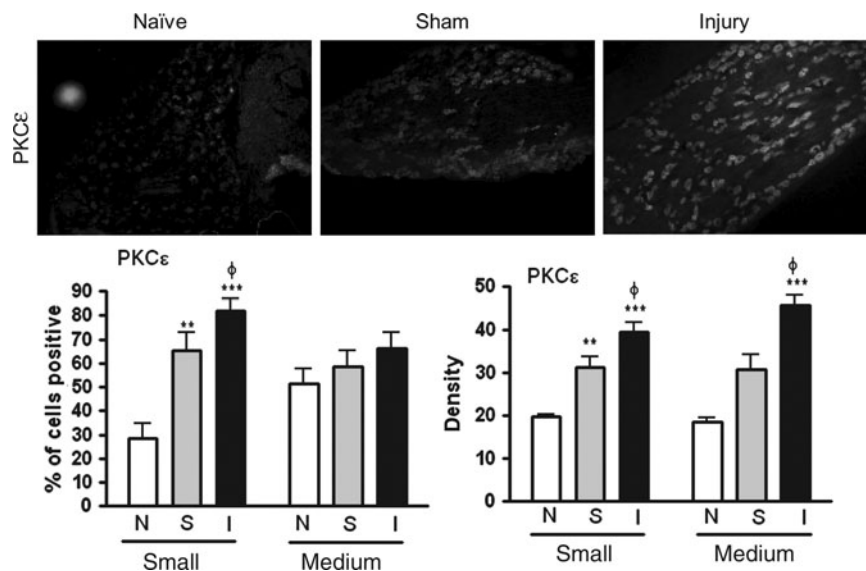 Naïve Sham Injury
PKCε
PKCε
ϕ
***
**
% of cells positive
90
80
70
60
50
40
30
20
10
0
N S I N S I
Small Medium
PKCε
ϕ
***
**
ϕ
***
Density
50
40
30
20
10
0
N S I N S I
Small Medium